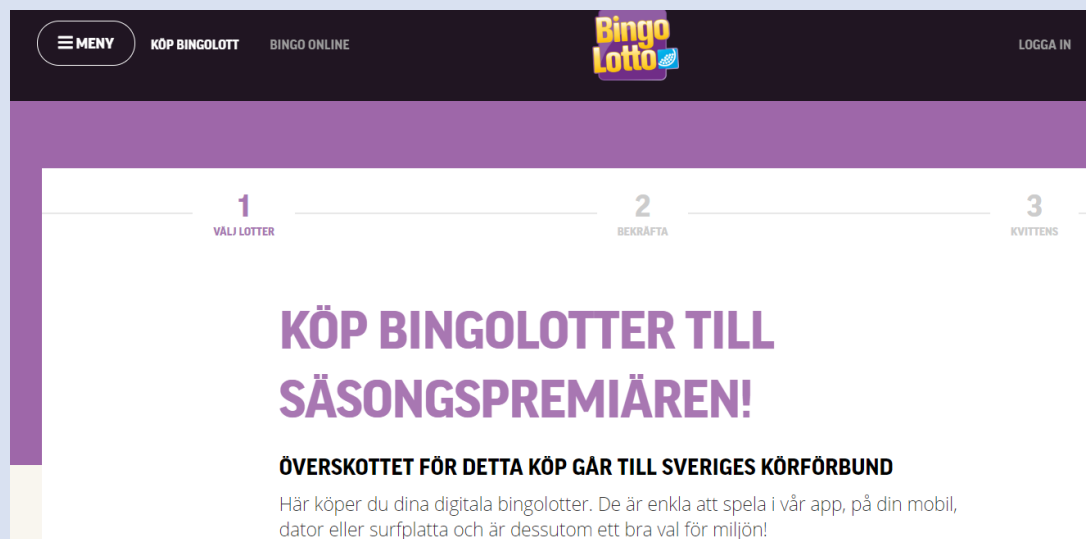 MENY KÖP BINGOLOTT BINGO ONLINE Bingo LOGGA IN
Lotto
1 2 3
VÄLJ LOTTER BEKRÄFTA KVITTENS
KÖP BINGOLOTTER TILL
SÄSONGSPREMIÄREN!
ÖVERSKOTTET FÖR DETTA KÖP GÅR TILL SVERIGES KÖRFÖRBUND
Här köper du dina digitala bingolotter. De är enkla att spela i vår app, på din mobil,
dator eller surfplatta och är dessutom ett bra val för miljön!